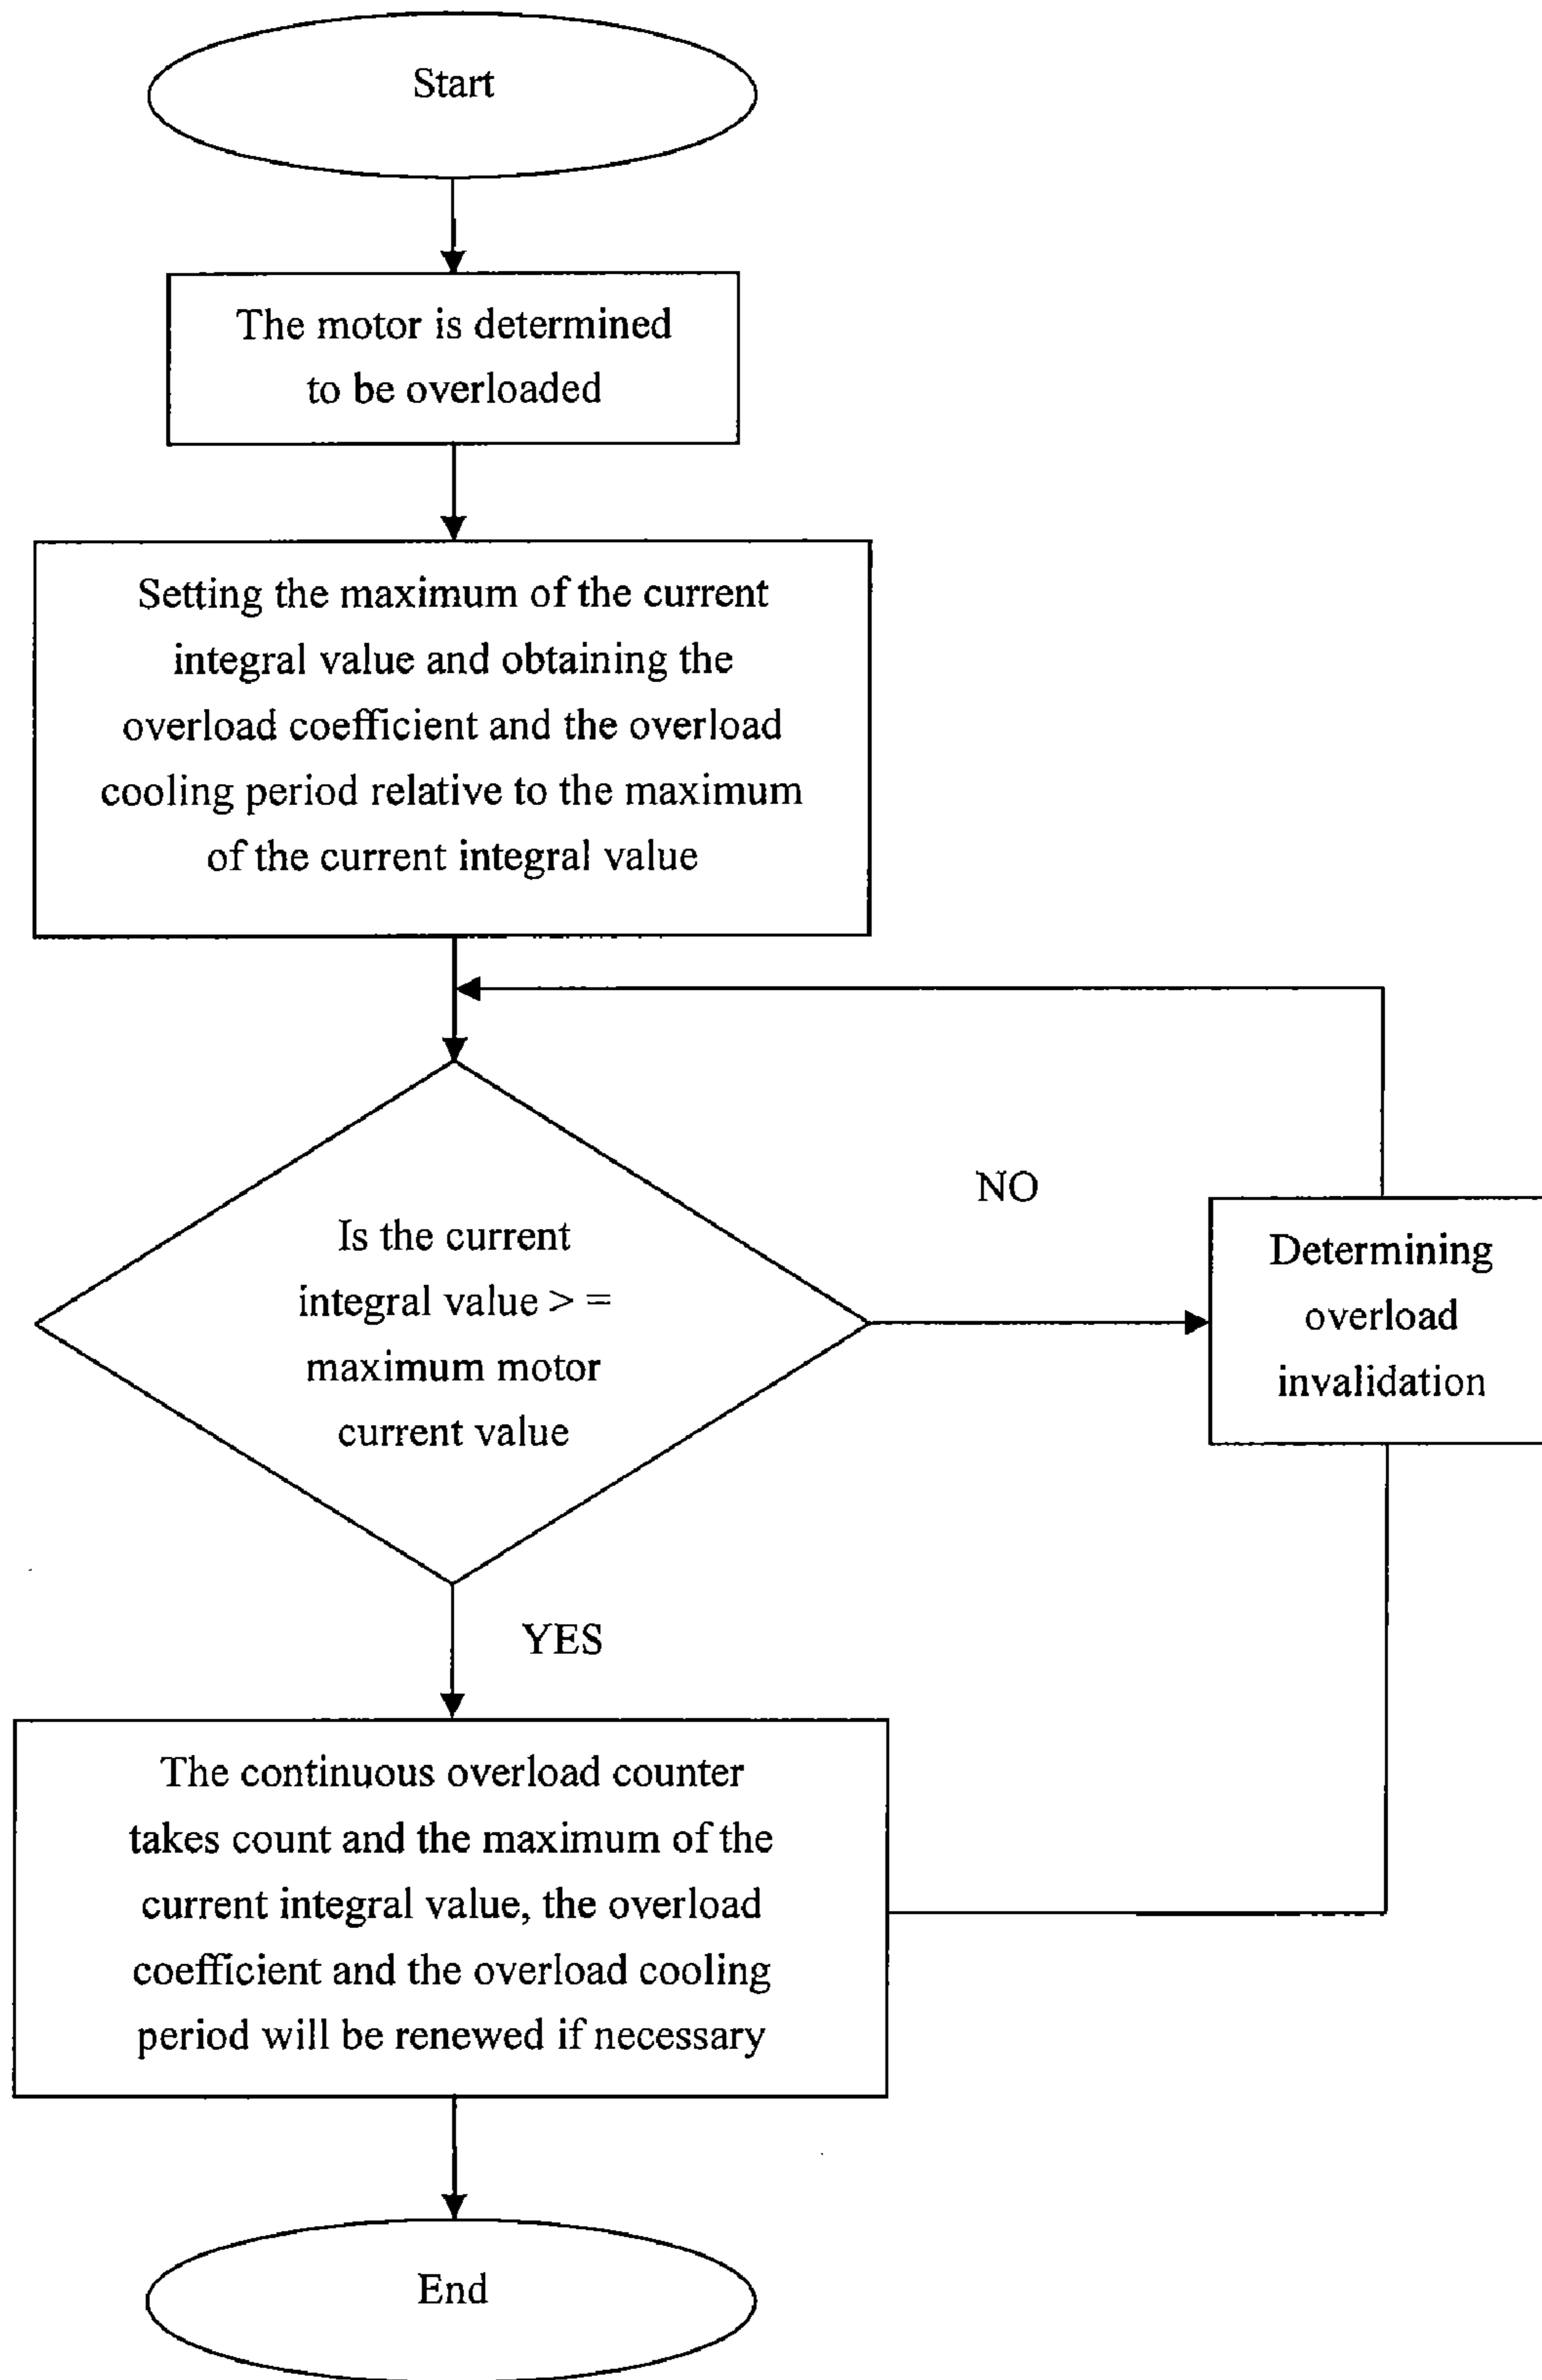 Start
The motor is determined
to be overloaded
Setting the maximum of the current
integral value and obtaining the
overload coefficient and the overload
cooling period relative to the maximum
of the current integral value
NO
Is the current
integral value > =
maximum motor
current value
Determining
overload
invalidation
YES
The continuous overload counter
takes count and the maximum of the
current integral value, the overload
coefficient and the overload cooling
period will be renewed if necessary
End